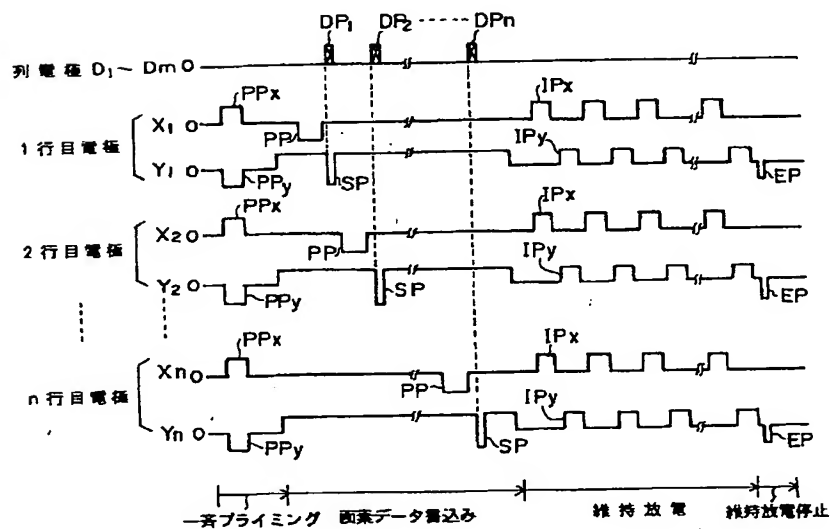 DP1 DP2 DPn
列電極 D1～Dm 0
PPx IPx
X1 0
PP
1行目電極
IPy
Y1 0
PPy SP EP
PPx IPx
X2 0
PP
2行目電極
IPy
Y2 0
PPy SP EP
PPx IPx
Xn 0
PP
n行目電極
IPy
Yn 0
PPy SP EP
一斉プライミング 画素データ書込み 維持放電 維持放電停止